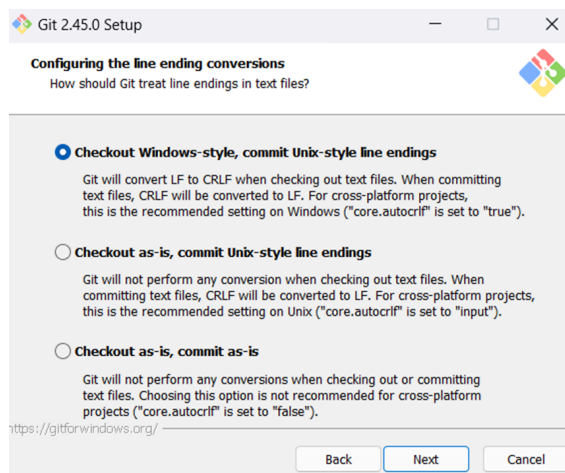 Git 2.45.0 Setup
Configuring the line ending conversions
How should Git treat line endings in text files?
Checkout Windows-style, commit Unix-style line endings
Git will convert LF to CRLF when checking out text files. When committing
text files, CRLF will be converted to LF. For cross-platform projects,
this is the recommended setting on Windows ("core.autocrlf" is set to "true").
Checkout as-is, commit Unix-style line endings
Git will not perform any conversion when checking out text files. When
committing text files, CRLF will be converted to LF. For cross-platform projects,
this is the recommended setting on Unix ("core.autocrlf" is set to "input").
Checkout as-is, commit as-is
Git will not perform any conversions when checking out or committing
text files. Choosing this option is not recommended for cross-platform
projects ("core.autocrlf" is set to "false").
https://gitforwindows.org/
Back Next Cancel